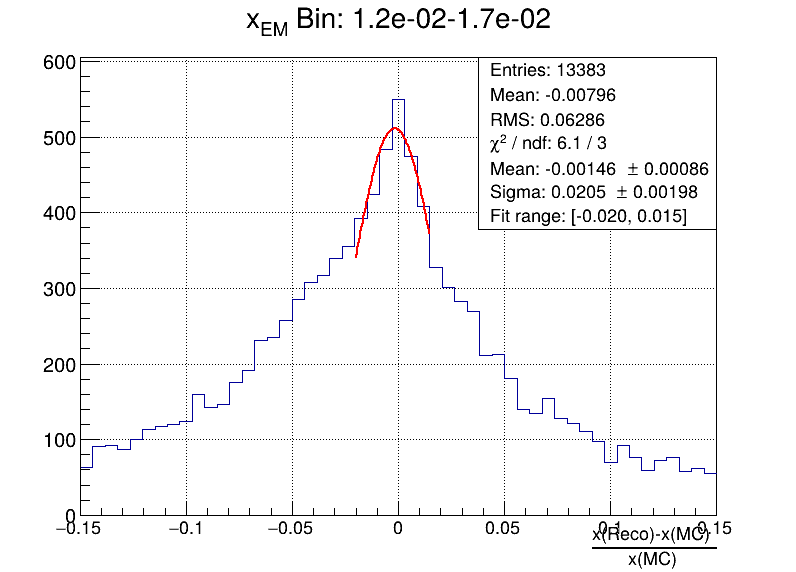 x_EM Bin: 1.2e-02-1.7e-02
Entries: 13383
Mean: -0.00796
RMS: 0.06286
χ² / ndf: 6.1 / 3
Mean: -0.00146 ± 0.00086
Sigma: 0.0205 ± 0.00198
Fit range: [-0.020, 0.015]
600
500
400
300
200
100
0
−0.15 −0.1 −0.05 0 0.05 0.1 0.15
x(Reco)-x(MC)
x(MC)